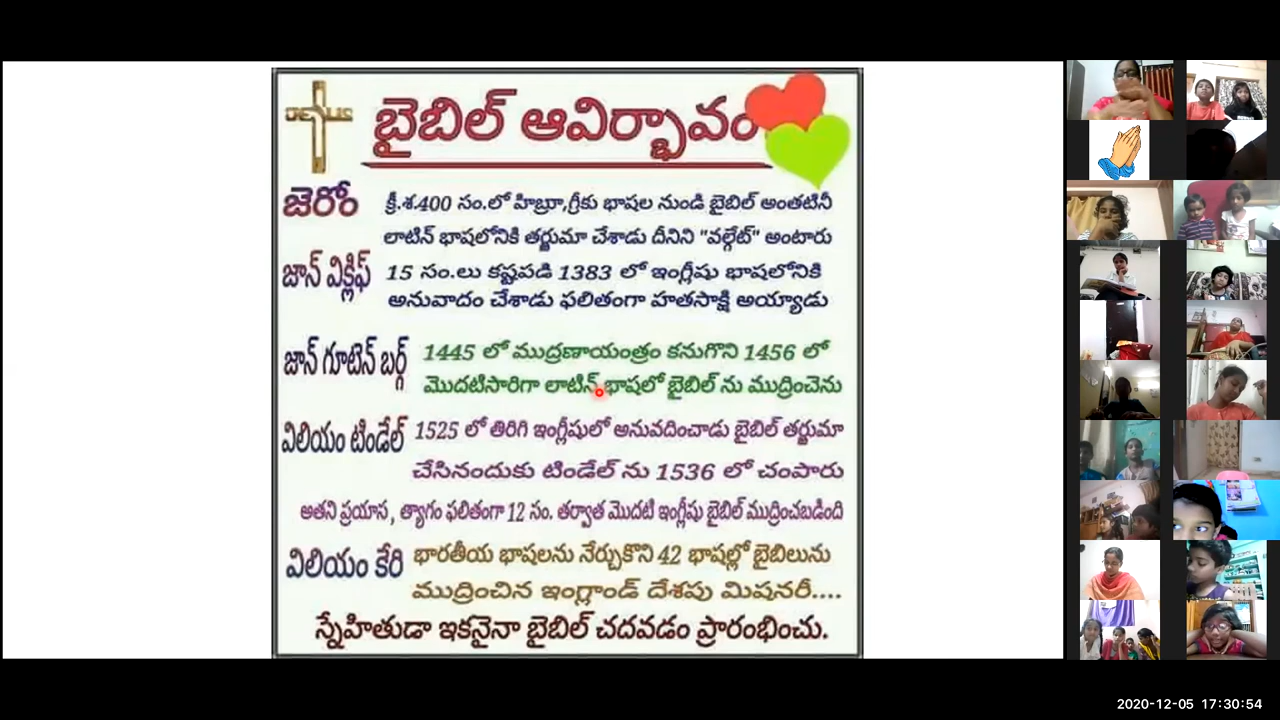 JESUS
బైబిల్ ఆవిర్భావం
జెరోం
క్రీ.శ.400 సం.లో హిబ్రూ,గ్రీకు భాషల నుండి బైబిల్ అంతటినీ
లాటిన్ భాషలోనికి తర్జుమా చేశాడు దీనిని "వల్గేట్" అంటారు
జాన్ విక్లిఫ్
15 సం.లు కష్టపడి 1383 లో ఇంగ్లీషు భాషలోనికి
అనువాదం చేశాడు ఫలితంగా హతసాక్షి అయ్యాడు
జాన్ గూటెన్ బర్గ్
1445 లో ముద్రణాయంత్రం కనుగొని 1456 లో
మొదటిసారిగా లాటిన్ భాషలో బైబిల్ ను ముద్రించెను
విలియం టిండేల్
1525 లో తిరిగి ఇంగ్లీషులో అనువదించాడు బైబిల్ తర్జుమా
చేసినందుకు టిండేల్ ను 1536 లో చంపారు
అతని ప్రయాస, త్యాగం ఫలితంగా 12 సం. తర్వాత మొదటి ఇంగ్లీషు బైబిల్ ముద్రించబడింది
విలియం కేరి
భారతీయ భాషలను నేర్చుకొని 42 భాషల్లో బైబిలును
ముద్రించిన ఇంగ్లాండ్ దేశపు మిషనరీ....
స్నేహితుడా ఇకనైనా బైబిల్ చదవడం ప్రారంభించు.
2020-12-05 17:30:54